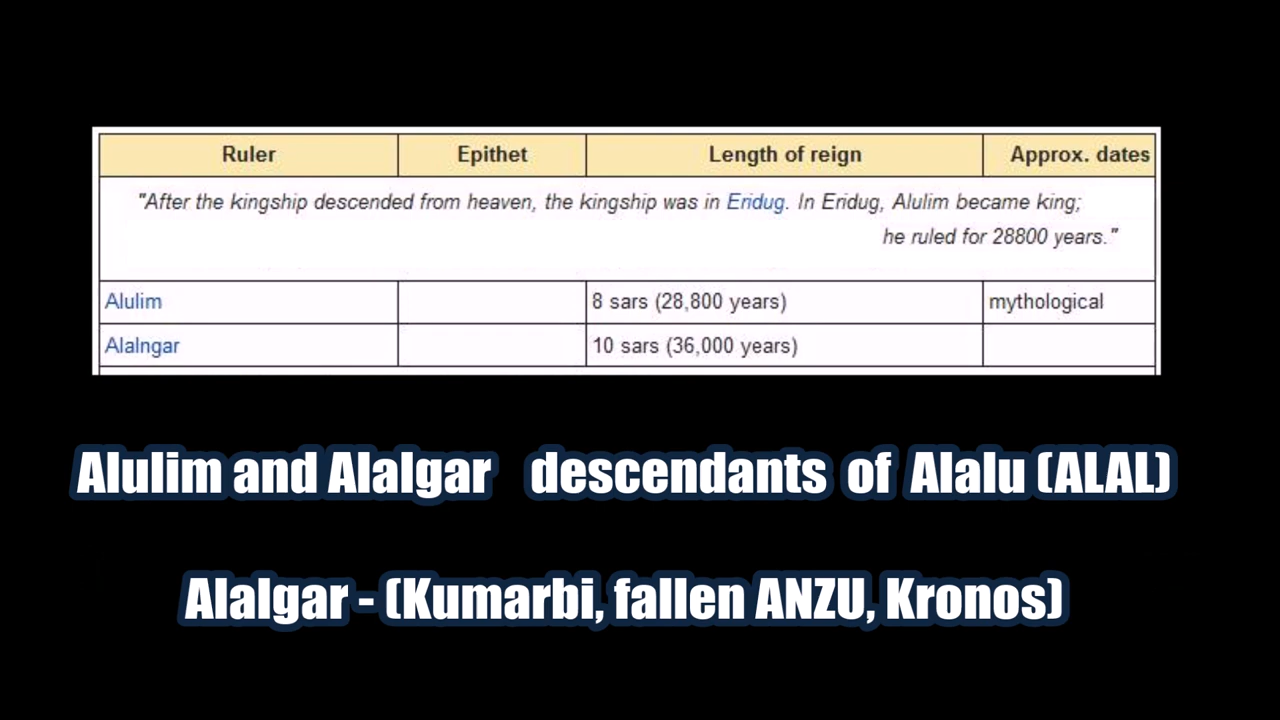 Ruler Epithet Length of reign Approx. dates
"After the kingship descended from heaven, the kingship was in Eridug. In Eridug, Alulim became king;
he ruled for 28800 years."
Alulim 8 sars (28,800 years) mythological
Alalngar 10 sars (36,000 years)
Alulim and Alalgar descendants of Alalu (ALAL)
Alalgar - (Kumarbi, fallen ANZU, Kronos)